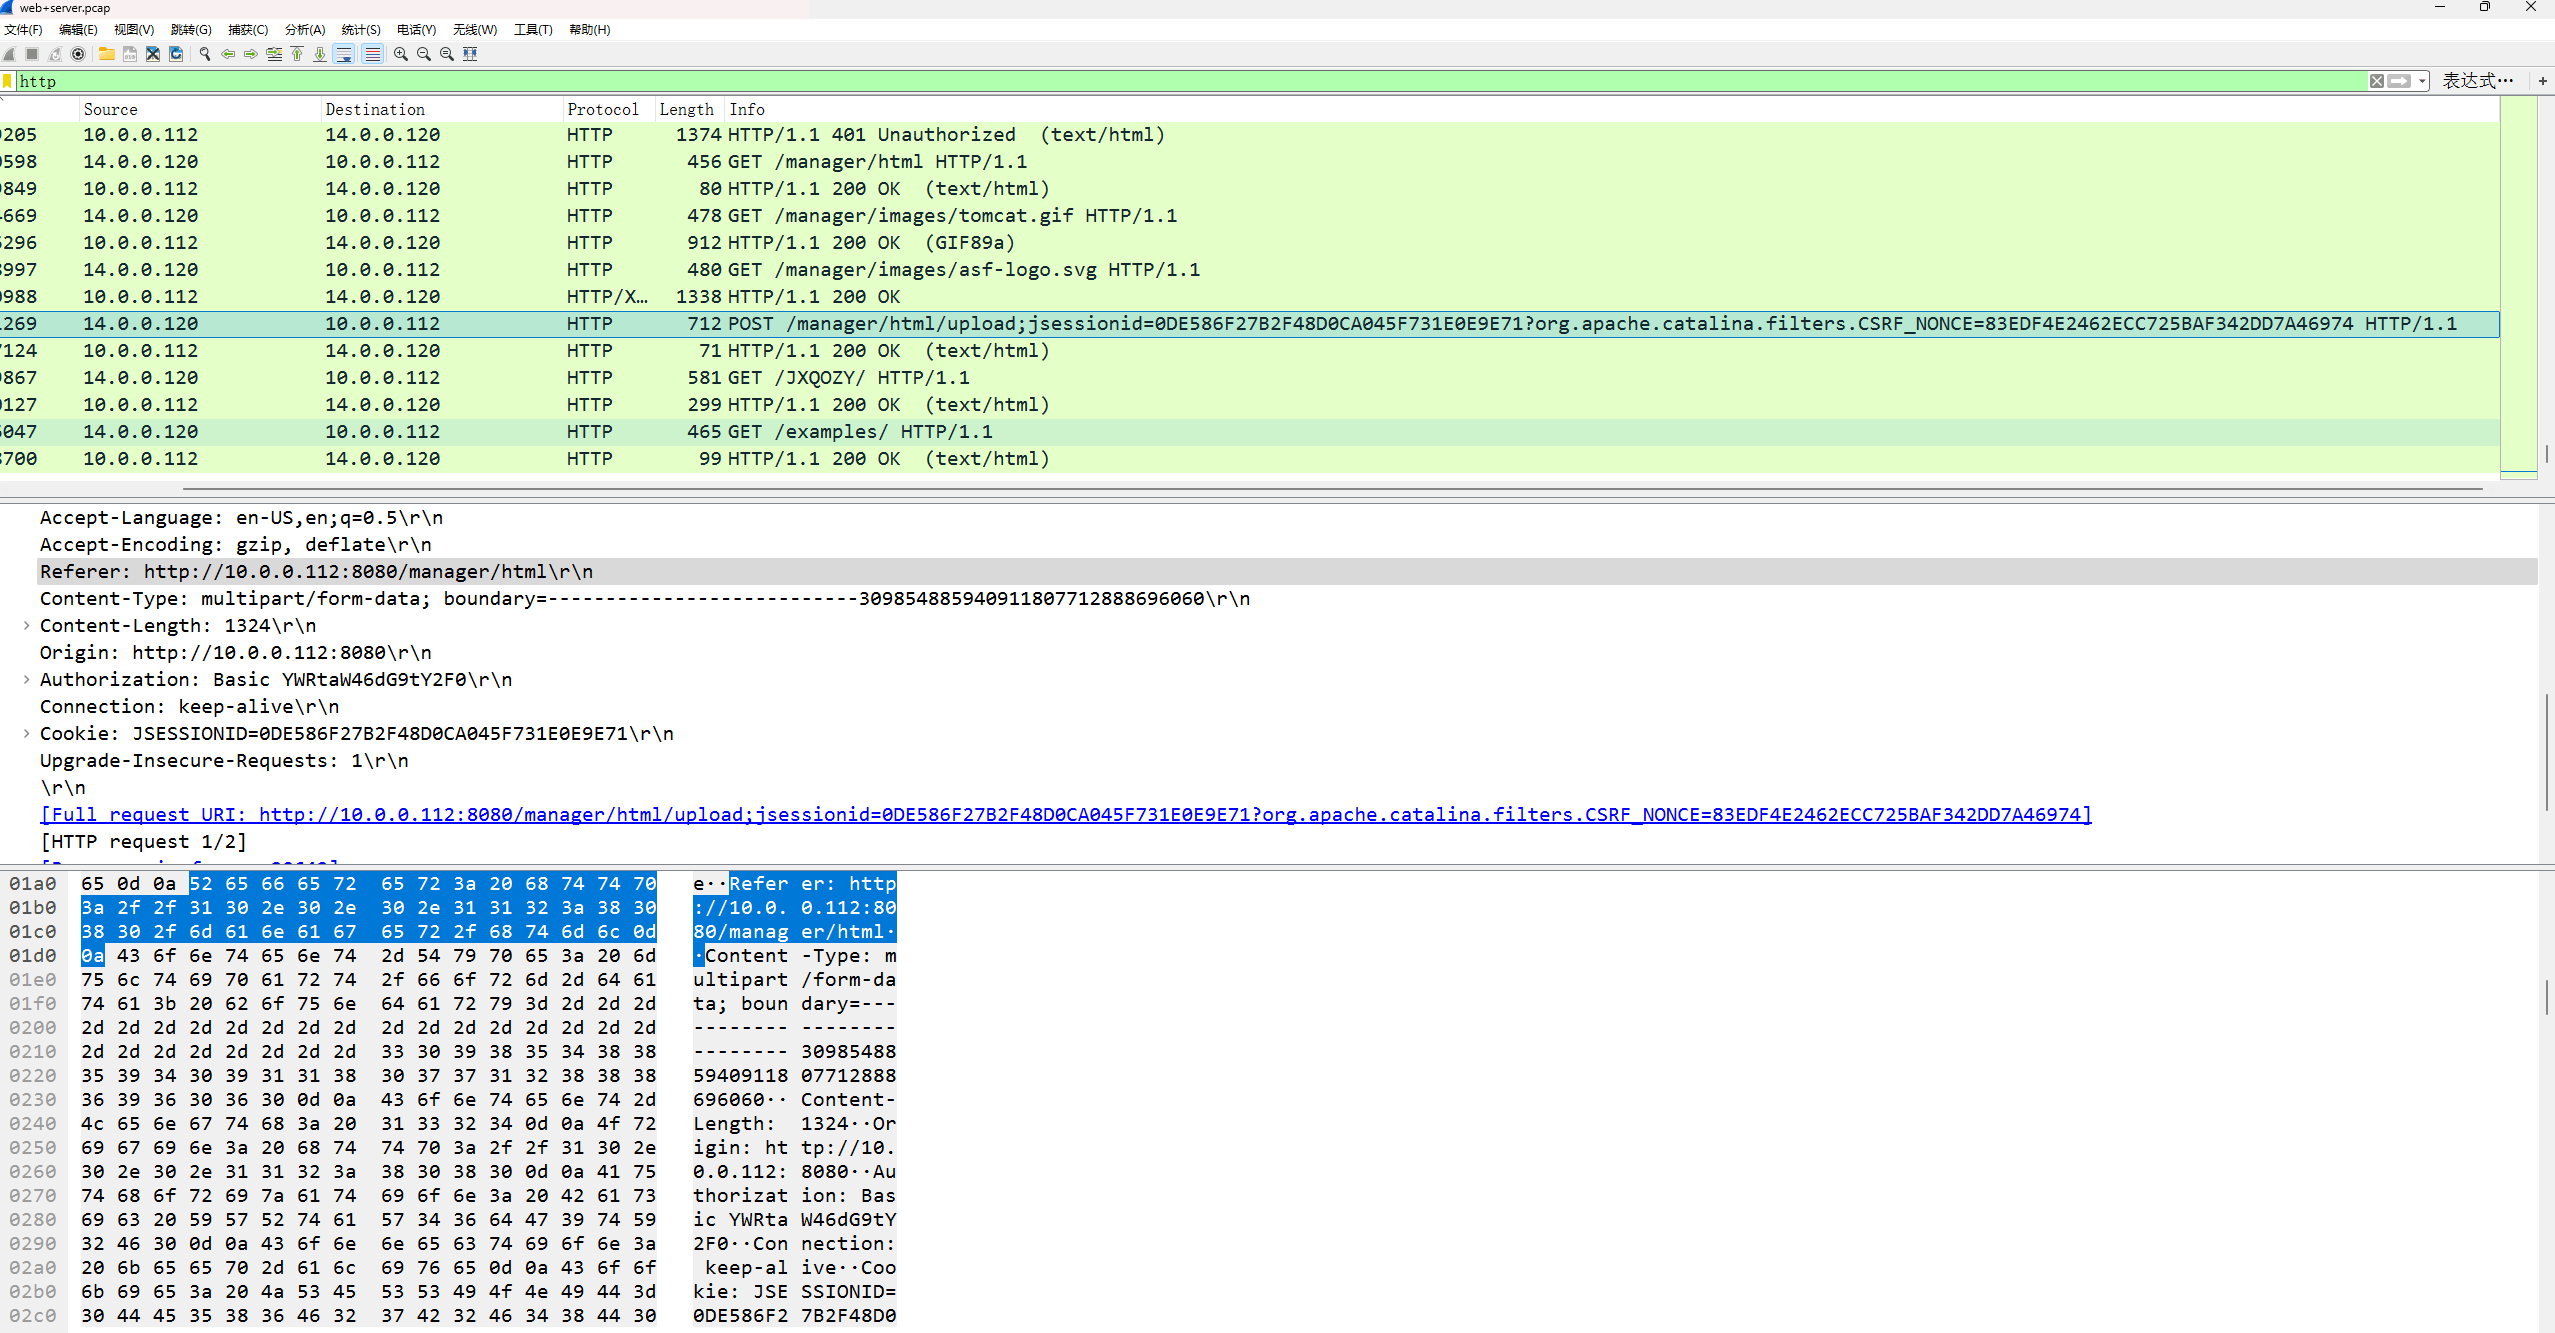 web+server.pcap
文件(F) 编辑(E) 视图(V) 跳转(G) 捕获(C) 分析(A) 统计(S) 电话(Y) 无线(W) 工具(T) 帮助(H)
http 表达式… +
Source Destination Protocol Length Info
205 10.0.0.112 14.0.0.120 HTTP 1374 HTTP/1.1 401 Unauthorized (text/html)
598 14.0.0.120 10.0.0.112 HTTP 456 GET /manager/html HTTP/1.1
849 10.0.0.112 14.0.0.120 HTTP 80 HTTP/1.1 200 OK (text/html)
669 14.0.0.120 10.0.0.112 HTTP 478 GET /manager/images/tomcat.gif HTTP/1.1
296 10.0.0.112 14.0.0.120 HTTP 912 HTTP/1.1 200 OK (GIF89a)
997 14.0.0.120 10.0.0.112 HTTP 480 GET /manager/images/asf-logo.svg HTTP/1.1
988 10.0.0.112 14.0.0.120 HTTP/X… 1338 HTTP/1.1 200 OK
269 14.0.0.120 10.0.0.112 HTTP 712 POST /manager/html/upload;jsessionid=0DE586F27B2F48D0CA045F731E0E9E71?org.apache.catalina.filters.CSRF_NONCE=83EDF4E2462ECC725BAF342DD7A46974 HTTP/1.1
124 10.0.0.112 14.0.0.120 HTTP 71 HTTP/1.1 200 OK (text/html)
867 14.0.0.120 10.0.0.112 HTTP 581 GET /JXQOZY/ HTTP/1.1
127 10.0.0.112 14.0.0.120 HTTP 299 HTTP/1.1 200 OK (text/html)
047 14.0.0.120 10.0.0.112 HTTP 465 GET /examples/ HTTP/1.1
700 10.0.0.112 14.0.0.120 HTTP 99 HTTP/1.1 200 OK (text/html)
Accept-Language: en-US,en;q=0.5\r\n
Accept-Encoding: gzip, deflate\r\n
Referer: http://10.0.0.112:8080/manager/html\r\n
Content-Type: multipart/form-data; boundary=---------------------------309854885940911807712888696060\r\n
Content-Length: 1324\r\n
Origin: http://10.0.0.112:8080\r\n
Authorization: Basic YWRtaW46dG9tY2F0\r\n
Connection: keep-alive\r\n
Cookie: JSESSIONID=0DE586F27B2F48D0CA045F731E0E9E71\r\n
Upgrade-Insecure-Requests: 1\r\n
\r\n
[Full request URI: http://10.0.0.112:8080/manager/html/upload;jsessionid=0DE586F27B2F48D0CA045F731E0E9E71?org.apache.catalina.filters.CSRF_NONCE=83EDF4E2462ECC725BAF342DD7A46974]
[HTTP request 1/2]
01a0 65 0d 0a 52 65 66 65 72 65 72 3a 20 68 74 74 70 e··Refer er: http
01b0 3a 2f 2f 31 30 2e 30 2e 30 2e 31 31 32 3a 38 30 ://10.0. 0.112:80
01c0 38 30 2f 6d 61 6e 61 67 65 72 2f 68 74 6d 6c 0d 80/manag er/html·
01d0 0a 43 6f 6e 74 65 6e 74 2d 54 79 70 65 3a 20 6d ·Content -Type: m
01e0 75 6c 74 69 70 61 72 74 2f 66 6f 72 6d 2d 64 61 ultipart /form-da
01f0 74 61 3b 20 62 6f 75 6e 64 61 72 79 3d 2d 2d 2d ta; boun dary=---
0200 2d 2d 2d 2d 2d 2d 2d 2d 2d 2d 2d 2d 2d 2d 2d 2d -------- --------
0210 2d 2d 2d 2d 2d 2d 2d 2d 33 30 39 38 35 34 38 38 -------- 30985488
0220 35 39 34 30 39 31 31 38 30 37 37 31 32 38 38 38 59409118 07712888
0230 36 39 36 30 36 30 0d 0a 43 6f 6e 74 65 6e 74 2d 696060·· Content-
0240 4c 65 6e 67 74 68 3a 20 31 33 32 34 0d 0a 4f 72 Length: 1324··Or
0250 69 67 69 6e 3a 20 68 74 74 70 3a 2f 2f 31 30 2e igin: ht tp://10.
0260 30 2e 30 2e 31 31 32 3a 38 30 38 30 0d 0a 41 75 0.0.112: 8080··Au
0270 74 68 6f 72 69 7a 61 74 69 6f 6e 3a 20 42 61 73 thorizat ion: Bas
0280 69 63 20 59 57 52 74 61 57 34 36 64 47 39 74 59 ic YWRta W46dG9tY
0290 32 46 30 0d 0a 43 6f 6e 6e 65 63 74 69 6f 6e 3a 2F0··Con nection:
02a0 20 6b 65 65 70 2d 61 6c 69 76 65 0d 0a 43 6f 6f  keep-al ive··Coo
02b0 6b 69 65 3a 20 4a 53 45 53 53 49 4f 4e 49 44 3d kie: JSE SSIONID=
02c0 30 44 45 35 38 36 46 32 37 42 32 46 34 38 44 30 0DE586F2 7B2F48D0